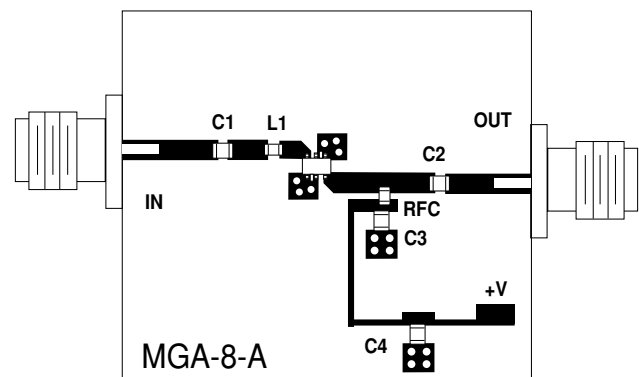 C1
L1
OUT
C2
IN
RFC
C3
+V
C4
MGA-8-A